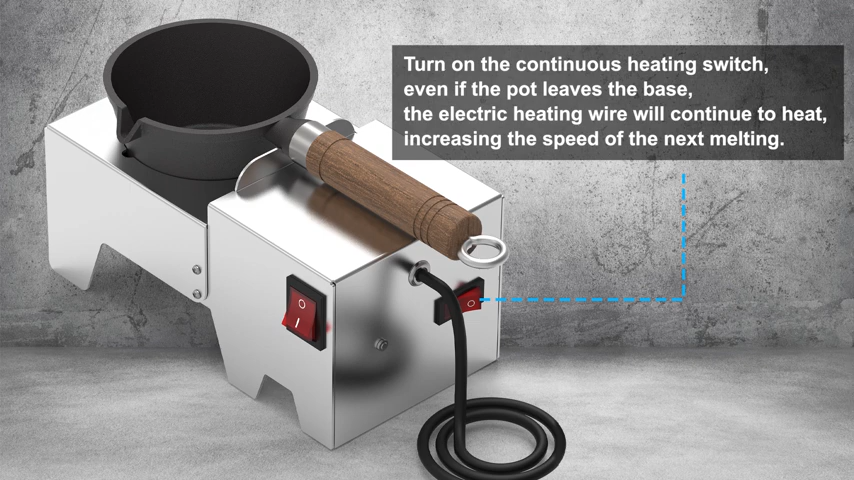 Turn on the continuous heating switch,
even if the pot leaves the base,
the electric heating wire will continue to heat,
increasing the speed of the next melting.